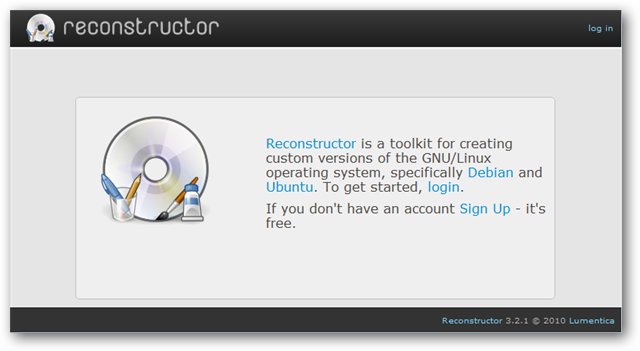 reconstructor
log in
Reconstructor is a toolkit for creating
custom versions of the GNU/Linux
operating system, specifically Debian and
Ubuntu. To get started, login.
If you don't have an account Sign Up - it's
free.
Reconstructor 3.2.1 © 2010 Lumentica